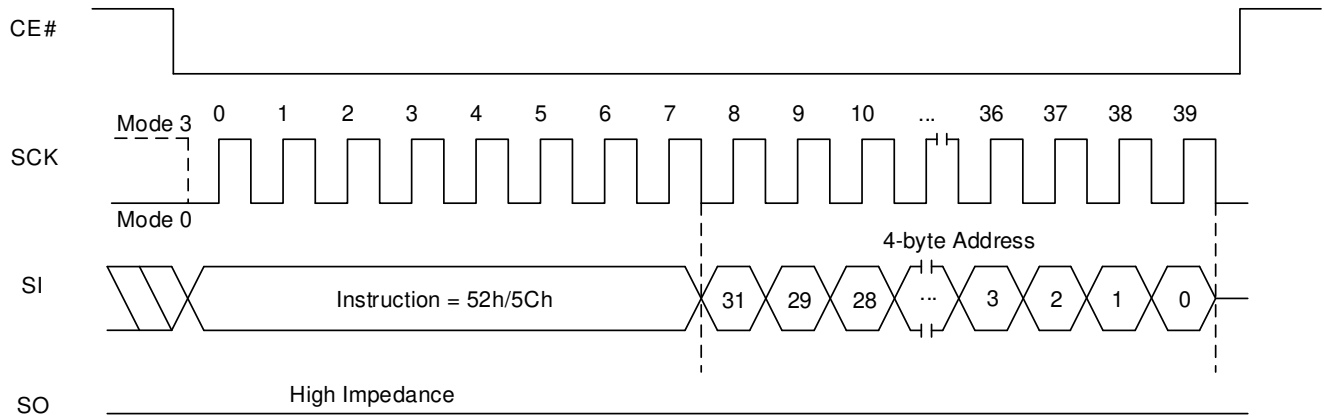 CE#
0 1 2 3 4 5 6 7 8 9 10 ... 36 37 38 39
Mode 3
SCK
Mode 0
4-byte Address
SI
Instruction = 52h/5Ch 31 29 28 ... 3 2 1 0
High Impedance
SO